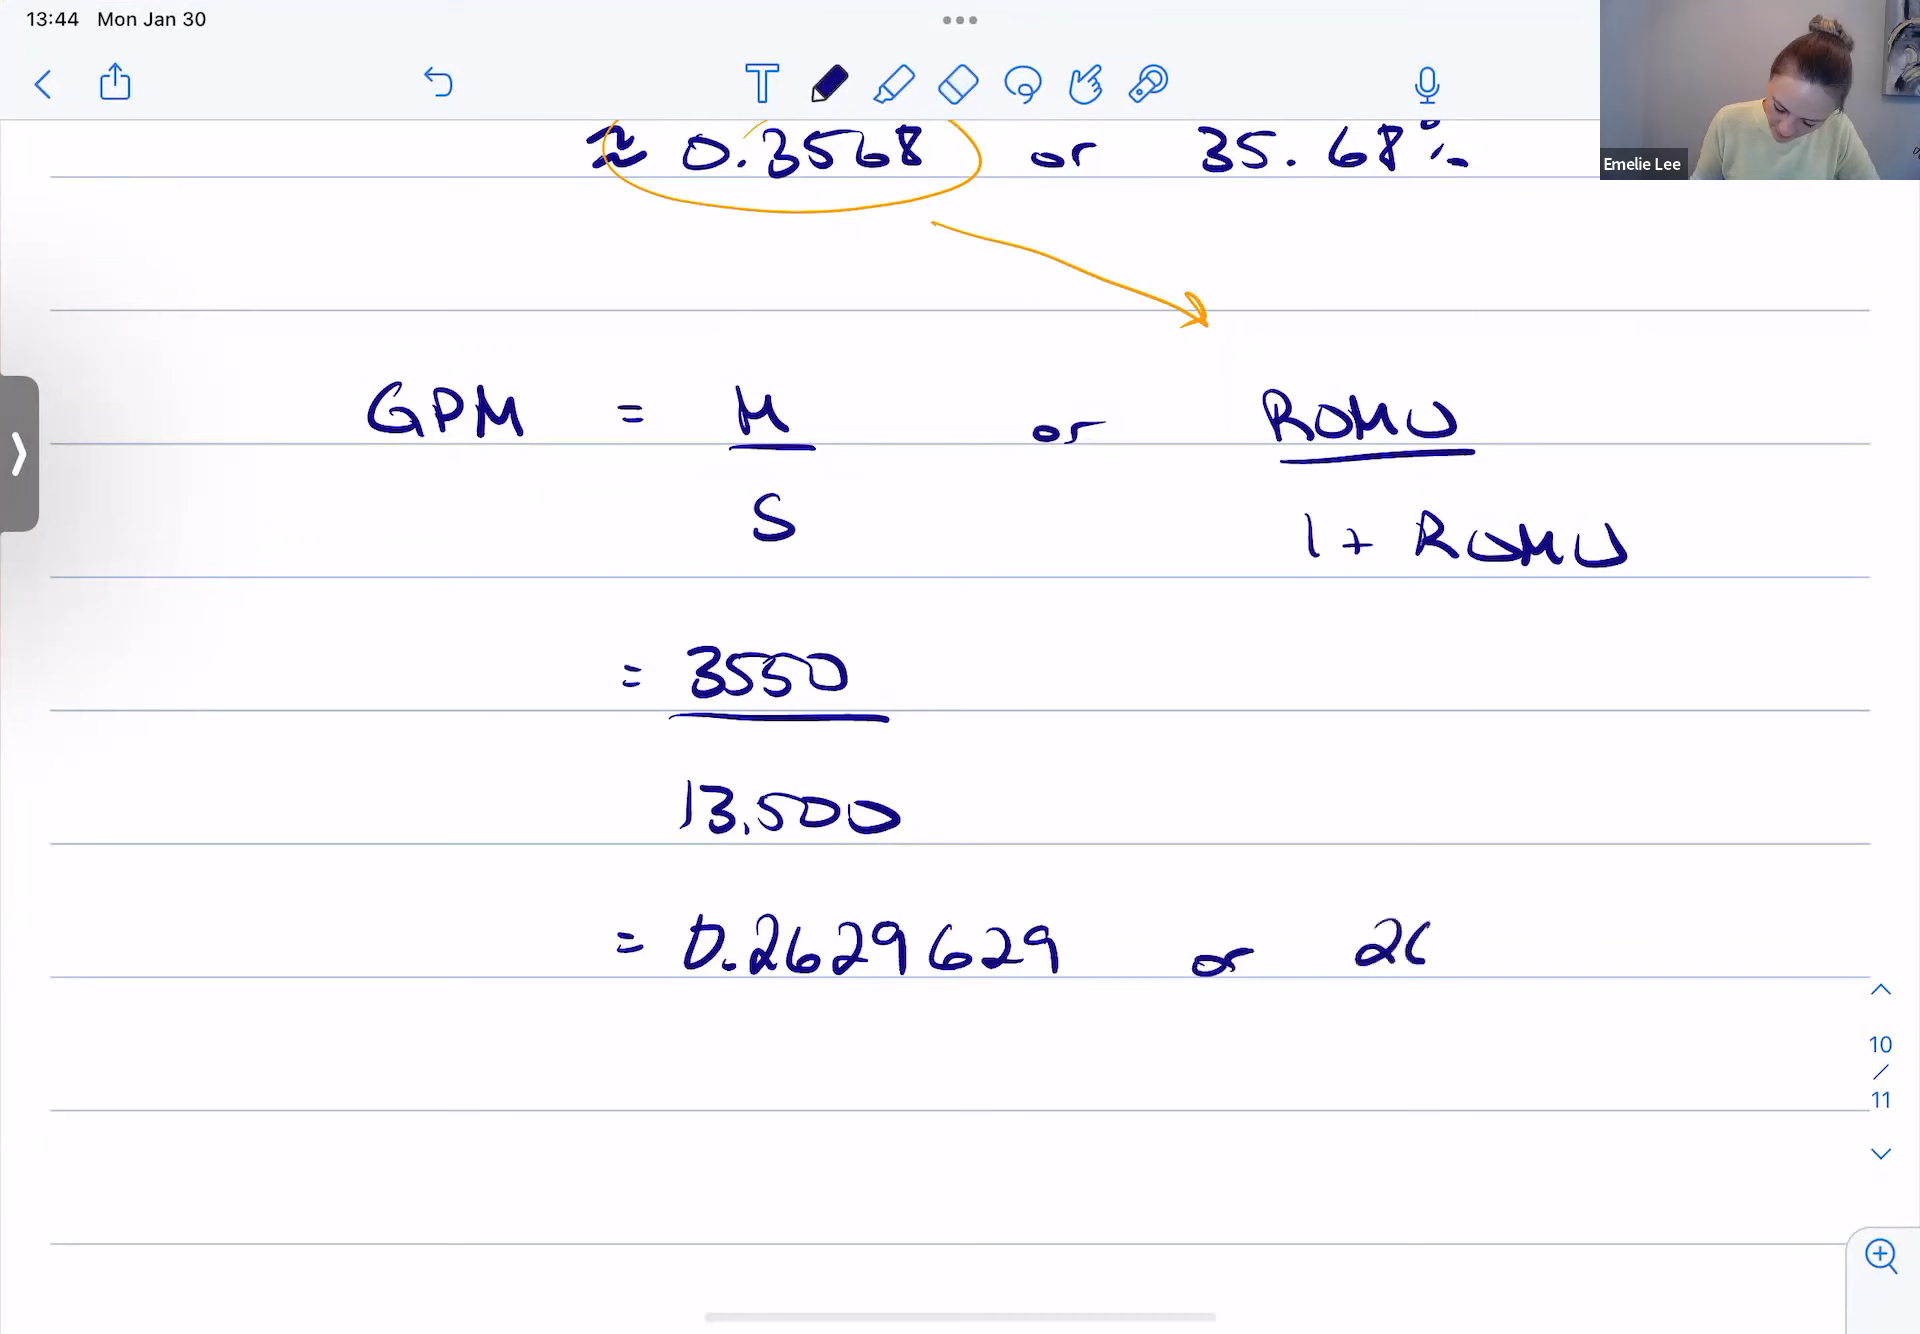 13:44 Mon Jan 30
Emelie Lee
≈ 0.3568 or 35.68%
GPM = M or ROMU
S 1 + ROMU
= 3550
13,500
= 0.2629629 or 26
10
/
11